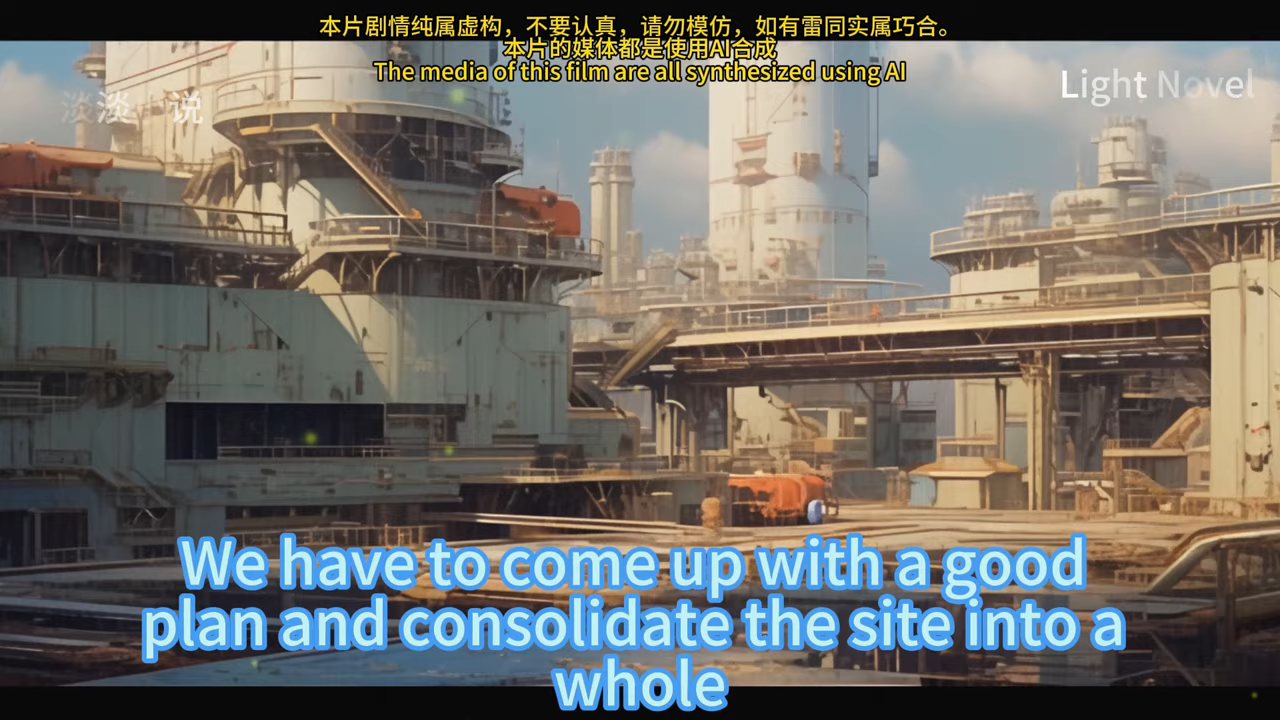 本片剧情纯属虚构，不要认真，请勿模仿，如有雷同实属巧合。
本片的媒体都是使用AI合成
The media of this film are all synthesized using AI
Light Novel
淡淡 说
We have to come up with a good
plan and consolidate the site into a
whole